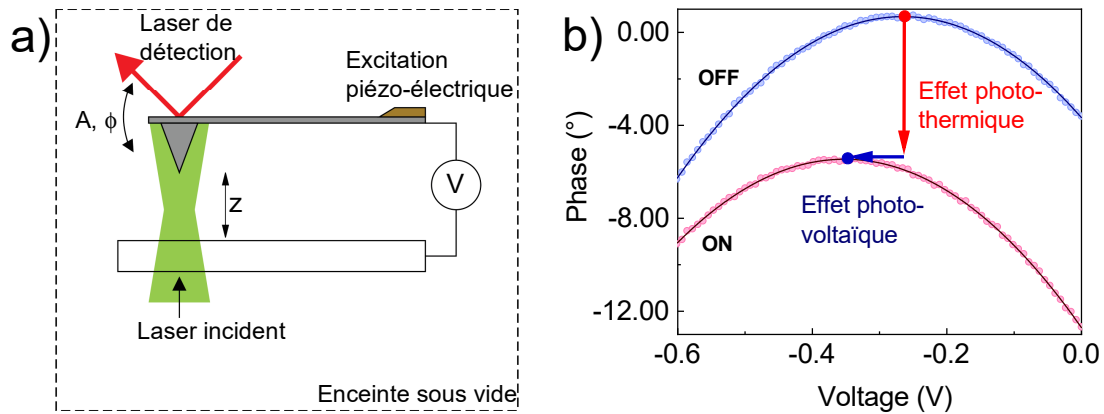 a)
Laser de
détection
Excitation
piézo-électrique
A, ϕ
V
z
Laser incident
Enceinte sous vide
b)
0.00
-4.00
-8.00
-12.00
Phase (°)
OFF
Effet photo-
thermique
Effet photo-
voltaïque
ON
-0.6
-0.4
-0.2
0.0
Voltage (V)